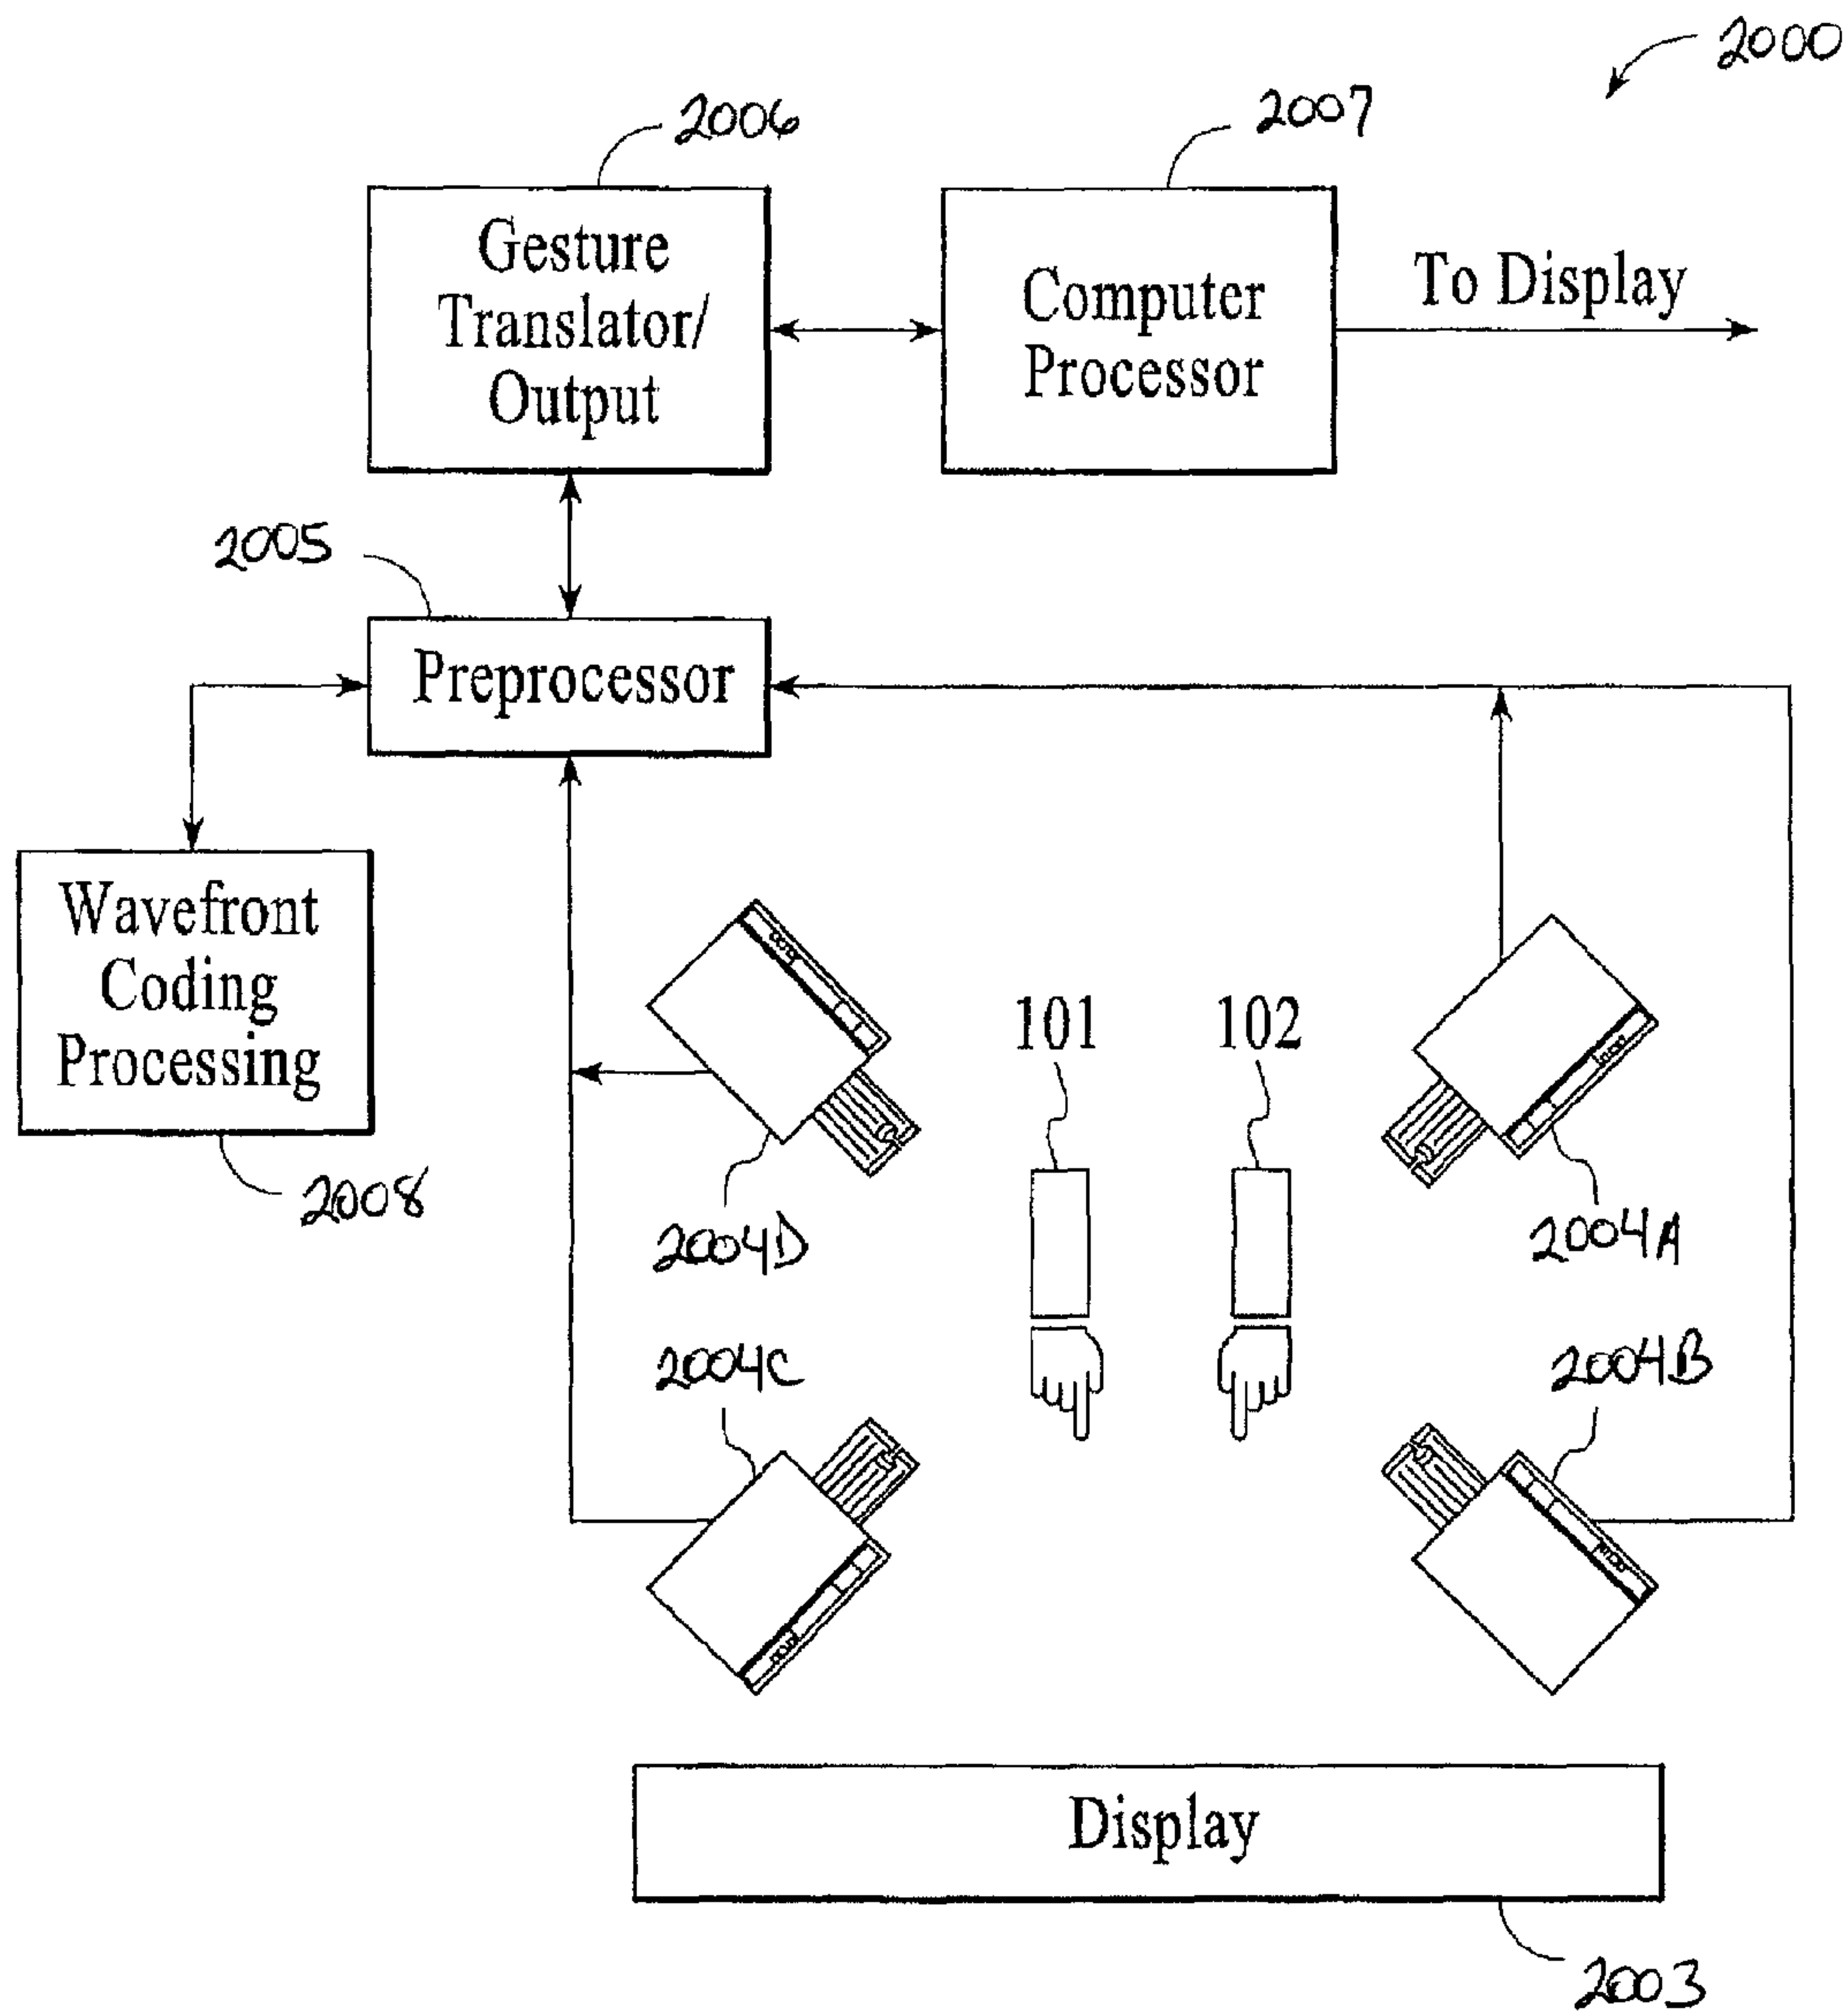 2000
2006
2007
Gesture
Translator/
Output
Computer
Processor
To Display
2005
Preprocessor
Wavefront
Coding
Processing
2008
101
102
2004D
2004A
2004C
2004B
Display
2003